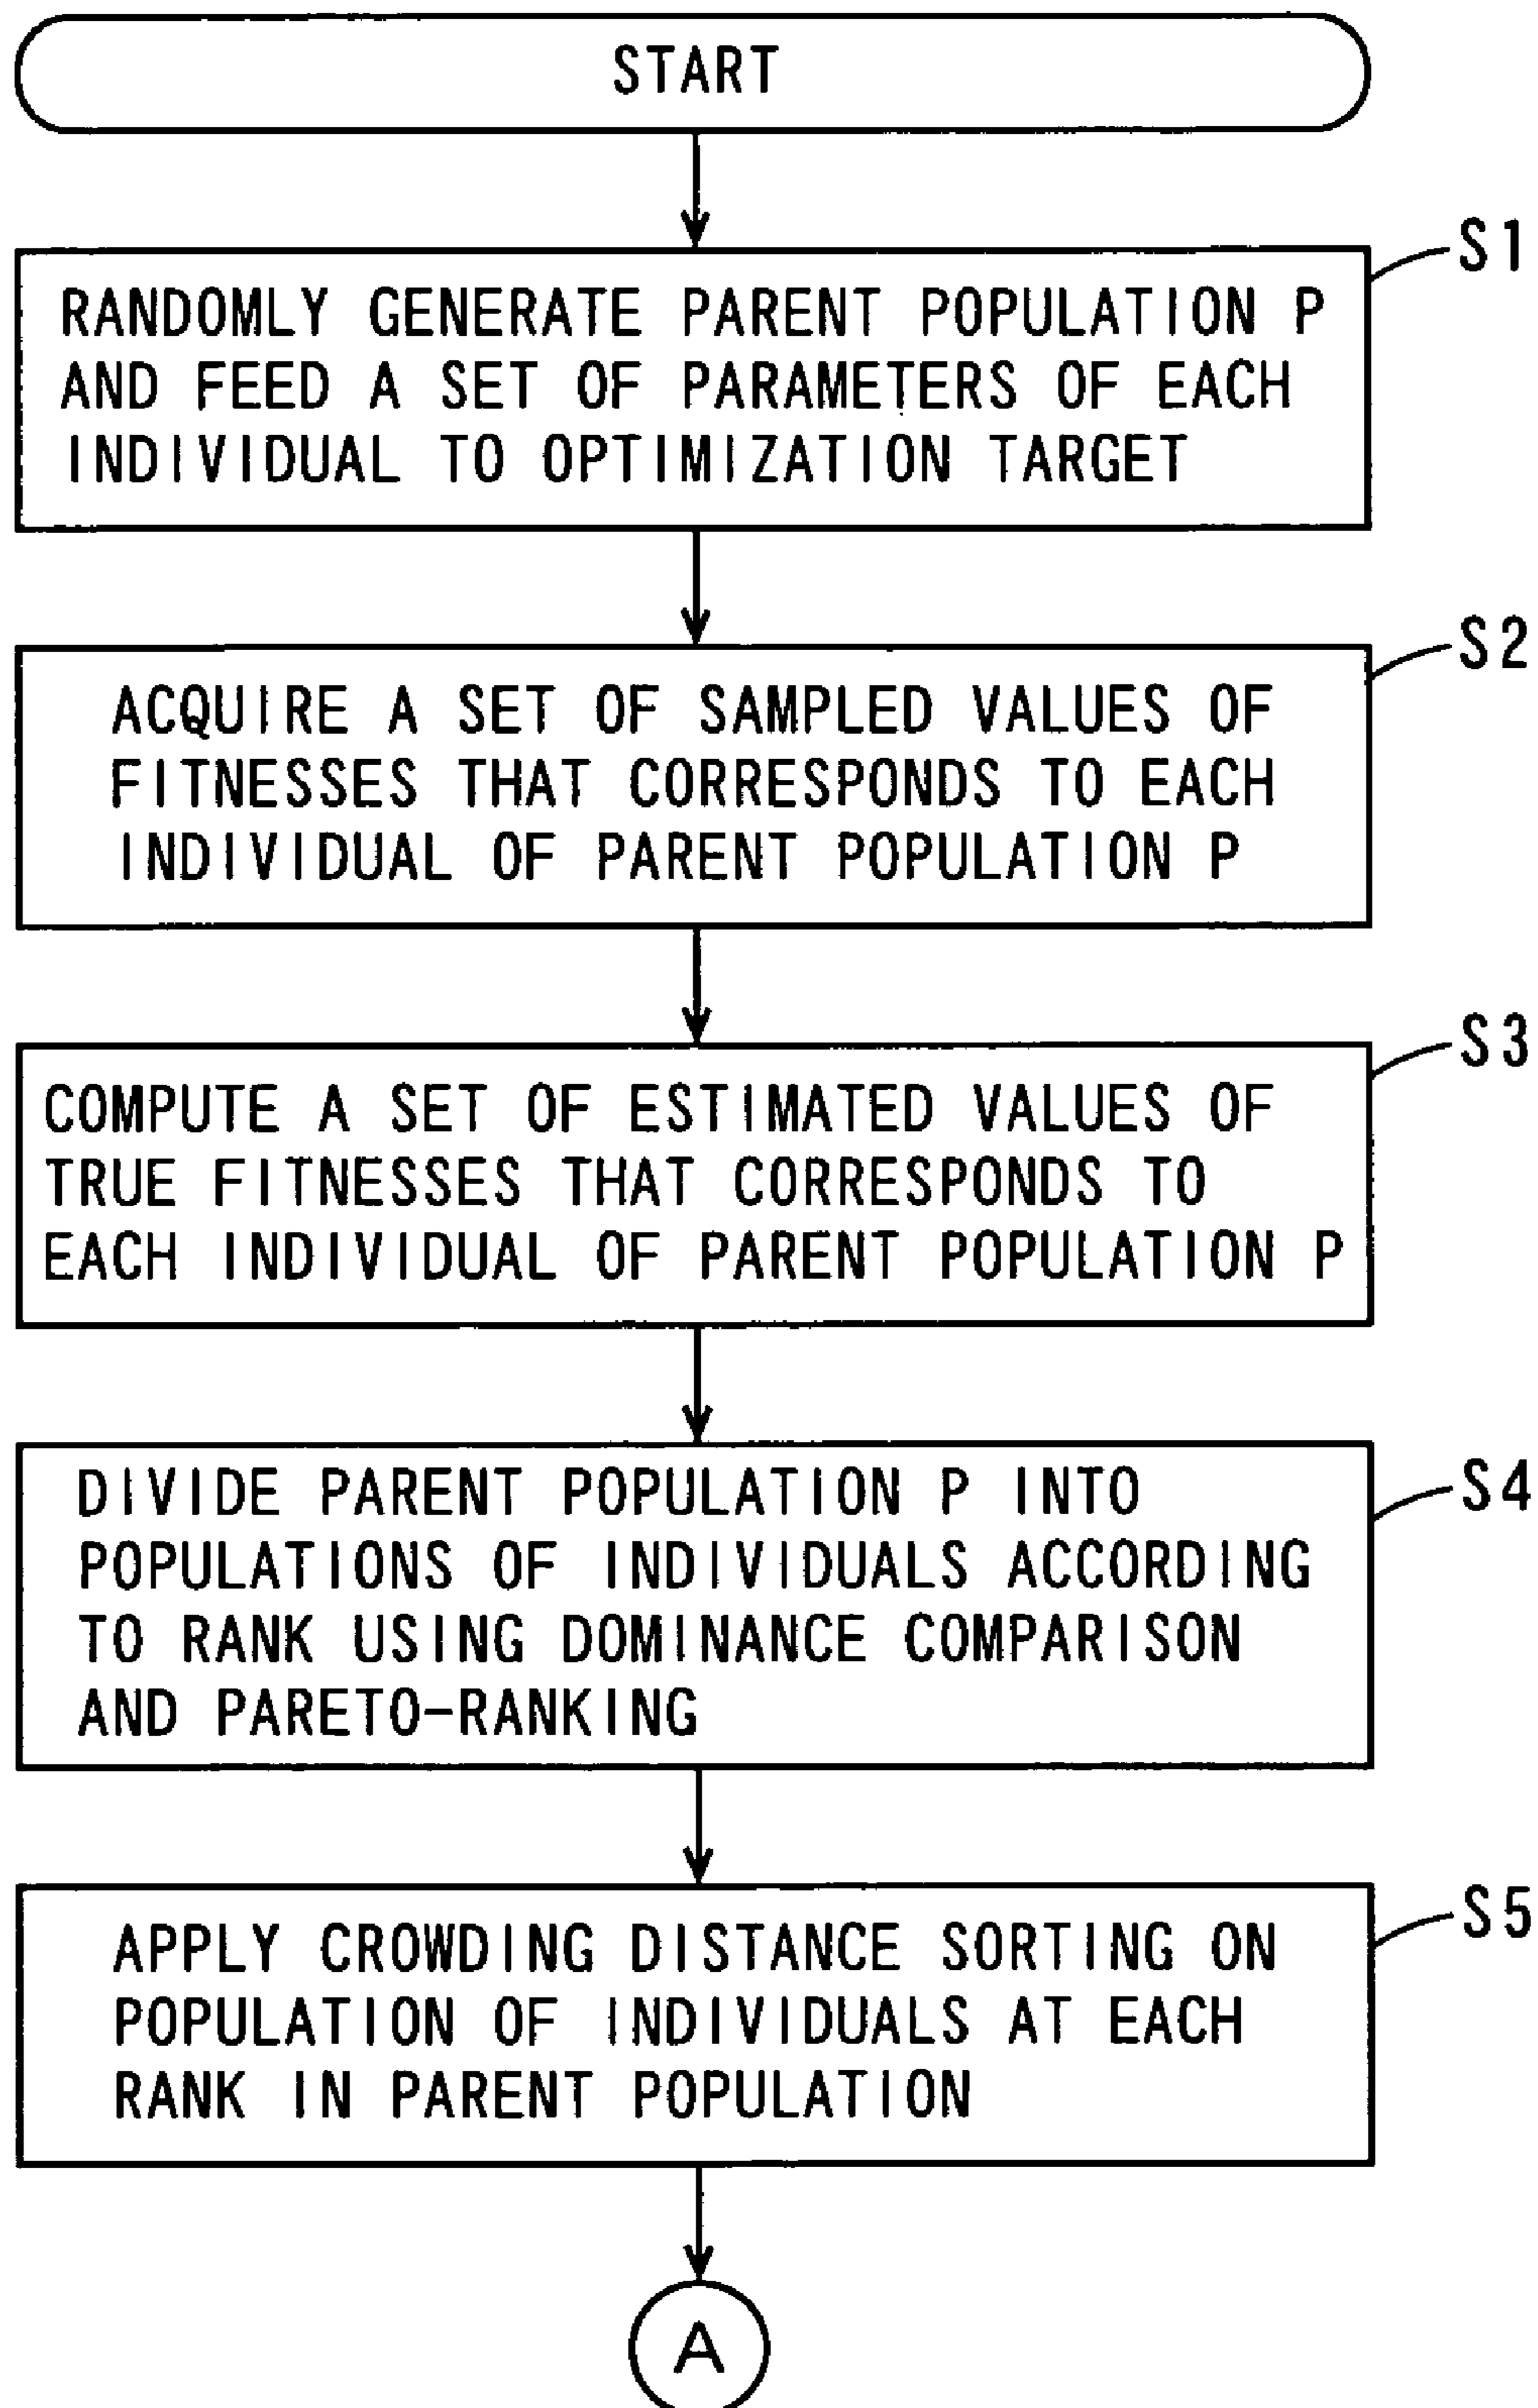 START
S1
RANDOMLY GENERATE PARENT POPULATION P
AND FEED A SET OF PARAMETERS OF EACH
INDIVIDUAL TO OPTIMIZATION TARGET
S2
ACQUIRE A SET OF SAMPLED VALUES OF
FITNESSES THAT CORRESPONDS TO EACH
INDIVIDUAL OF PARENT POPULATION P
S3
COMPUTE A SET OF ESTIMATED VALUES OF
TRUE FITNESSES THAT CORRESPONDS TO
EACH INDIVIDUAL OF PARENT POPULATION P
S4
DIVIDE PARENT POPULATION P INTO
POPULATIONS OF INDIVIDUALS ACCORDING
TO RANK USING DOMINANCE COMPARISON
AND PARETO-RANKING
S5
APPLY CROWDING DISTANCE SORTING ON
POPULATION OF INDIVIDUALS AT EACH
RANK IN PARENT POPULATION
A